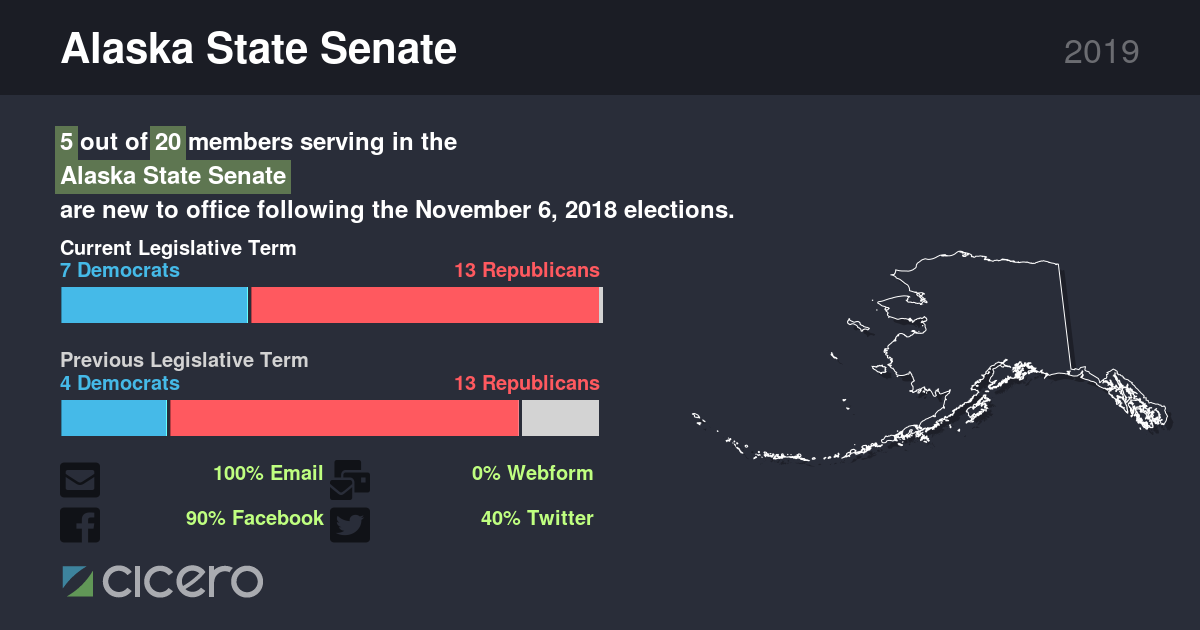 Alaska State Senate
2019
5 out of 20 members serving in the
Alaska State Senate
are new to office following the November 6, 2018 elections.
Current Legislative Term
7 Democrats 13 Republicans
Previous Legislative Term
4 Democrats 13 Republicans
100% Email 0% Webform
90% Facebook 40% Twitter
cicero